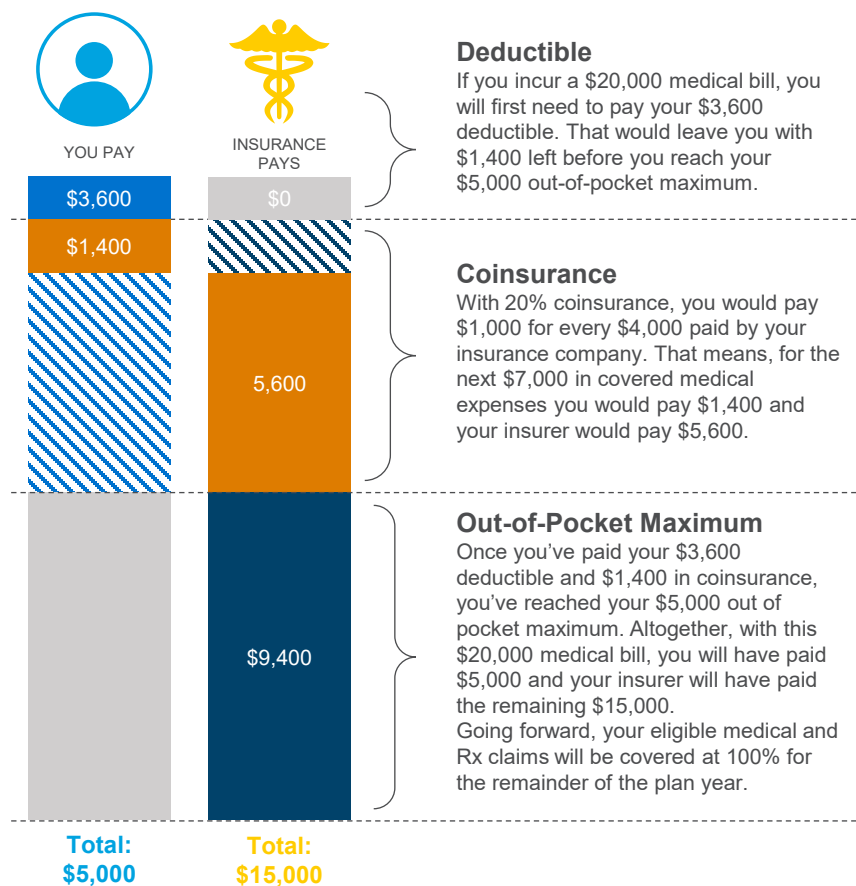 YOU PAY
INSURANCE
PAYS
$3,600
$0
Deductible
If you incur a $20,000 medical bill, you
will first need to pay your $3,600
deductible. That would leave you with
$1,400 left before you reach your
$5,000 out-of-pocket maximum.
$1,400
5,600
Coinsurance
With 20% coinsurance, you would pay
$1,000 for every $4,000 paid by your
insurance company. That means, for the
next $7,000 in covered medical
expenses you would pay $1,400 and
your insurer would pay $5,600.
$9,400
Out-of-Pocket Maximum
Once you’ve paid your $3,600
deductible and $1,400 in coinsurance,
you’ve reached your $5,000 out of
pocket maximum. Altogether, with this
$20,000 medical bill, you will have paid
$5,000 and your insurer will have paid
the remaining $15,000.
Going forward, your eligible medical and
Rx claims will be covered at 100% for
the remainder of the plan year.
Total:
$5,000
Total:
$15,000